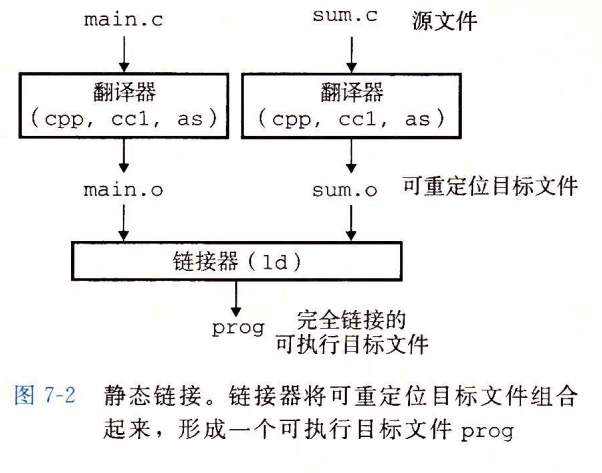 main.c sum.c 源文件
翻译器 翻译器
(cpp, cc1, as) (cpp, cc1, as)
main.o sum.o 可重定位目标文件
链接器(ld)
prog 完全链接的
可执行目标文件
图 7-2 静态链接。链接器将可重定位目标文件组合
起来，形成一个可执行目标文件 prog